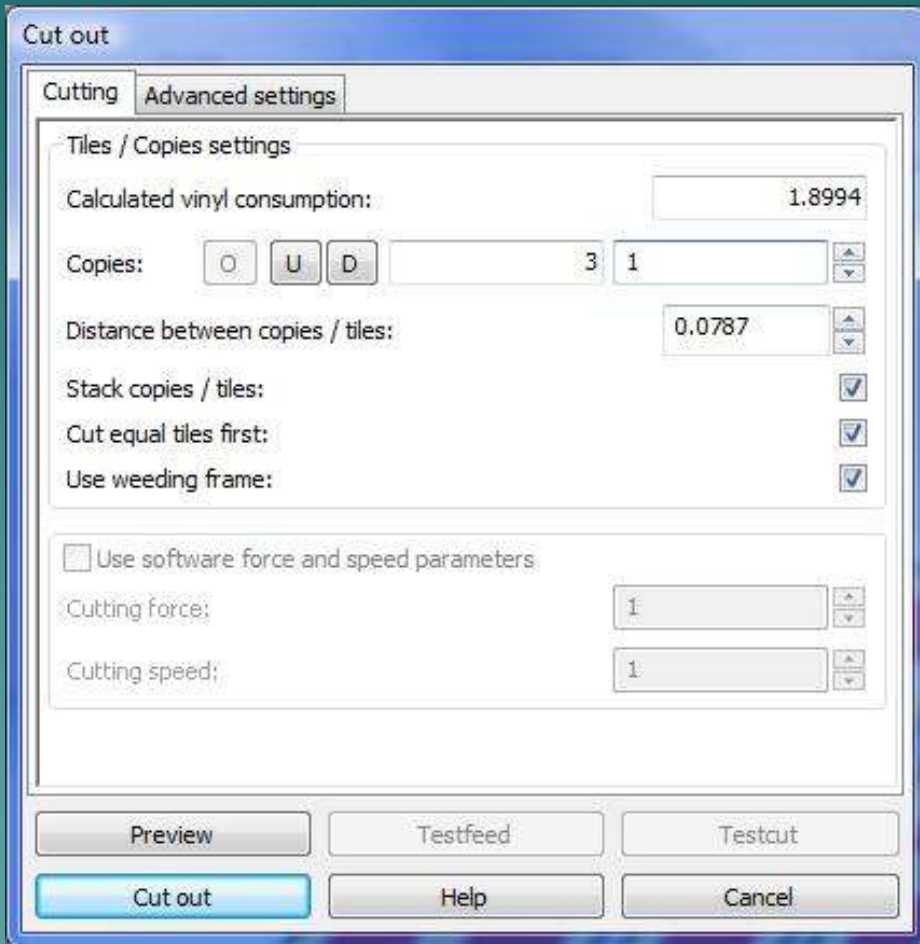 Cut out
Cutting Advanced settings
Tiles / Copies settings
Calculated vinyl consumption: 1.8994
Copies: O U D 3 1
Distance between copies / tiles: 0.0787
Stack copies / tiles:
Cut equal tiles first:
Use weeding frame:
Use software force and speed parameters
Cutting force: 1
Cutting speed: 1
Preview Testfeed Testcut
Cut out Help Cancel